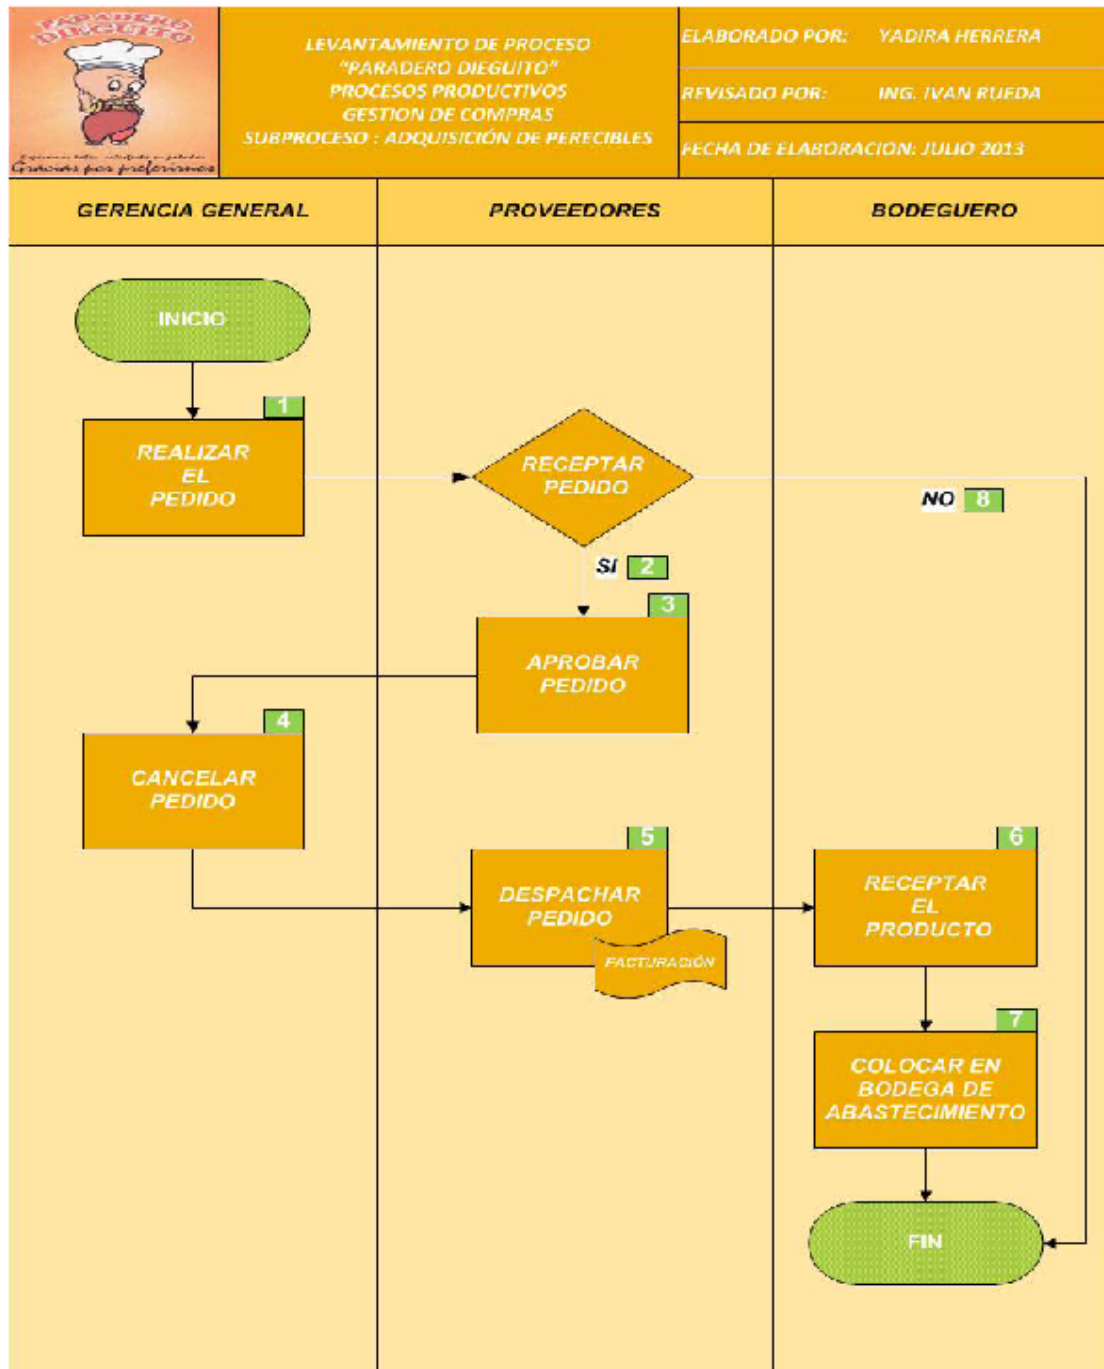 PARADERO
DIEGUITO
Gracias por preferirnos
LEVANTAMIENTO DE PROCESO
"PARADERO DIEGUITO"
PROCESOS PRODUCTIVOS
GESTION DE COMPRAS
SUBPROCESO : ADQUISICIÓN DE PERECIBLES
ELABORADO POR: YADIRA HERRERA
REVISADO POR: ING. IVAN RUEDA
FECHA DE ELABORACION: JULIO 2013
GERENCIA GENERAL
PROVEEDORES
BODEGUERO
INICIO
1
REALIZAR
EL
PEDIDO
RECEPTAR
PEDIDO
NO 8
SI 2
3
APROBAR
PEDIDO
4
CANCELAR
PEDIDO
5
DESPACHAR
PEDIDO
FACTURACIÓN
6
RECEPTAR
EL
PRODUCTO
7
COLOCAR EN
BODEGA DE
ABASTECIMIENTO
FIN